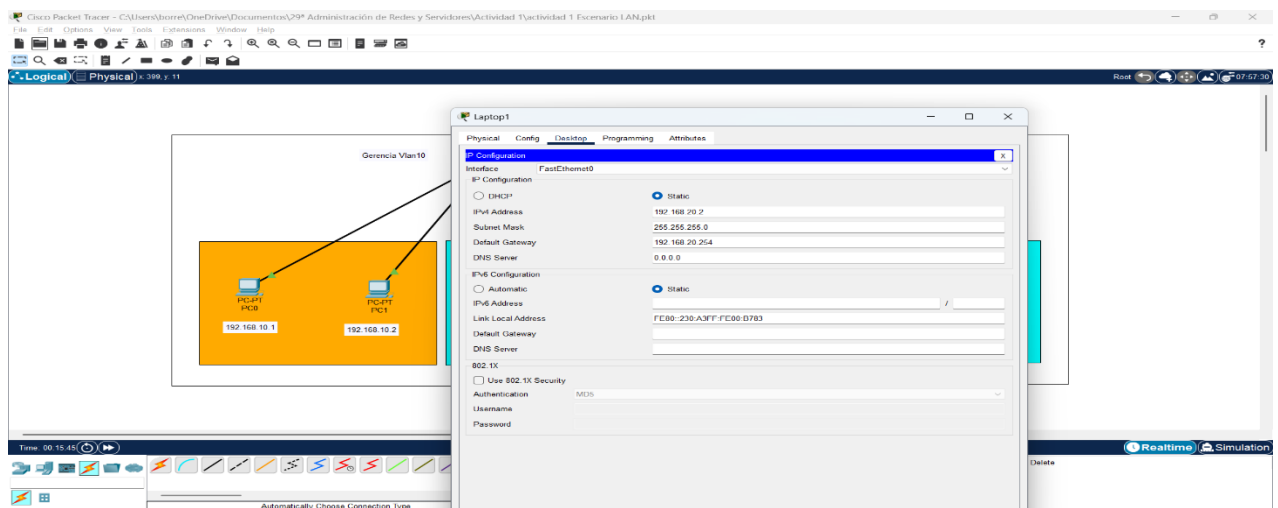 Cisco Packet Tracer - C:\Users\borre\OneDrive\Documentos\29ª Administración de Redes y Servidores\Actividad 1\actividad 1 Escenario LAN.pkt
File Edit Options View Tools Extensions Window Help
Logical Physical x: 399, y: 11 Root 07:57:30
Laptop1
Physical Config Desktop Programming Attributes
IP Configuration X
Interface FastEthernet0
IP Configuration
DHCP Static
IPv4 Address 192.168.20.2
Subnet Mask 255.255.255.0
Default Gateway 192.168.20.254
DNS Server 0.0.0.0
IPv6 Configuration
Automatic Static
IPv6 Address /
Link Local Address FE80::230:A3FF:FE00:B783
Default Gateway
DNS Server
802.1X
Use 802.1X Security
Authentication MD5
Username
Password
Gerencia Vlan10
PC-PT
PC0
192.168.10.1
PC-PT
PC1
192.168.10.2
Time: 00:15:45 Realtime Simulation
Delete
Automatically Choose Connection Type